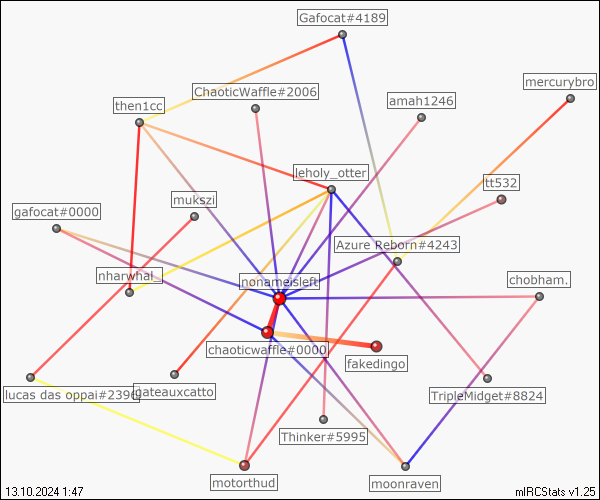 Gafocat#4189
mercurybro
ChaoticWaffle#2006
amah1246
then1cc
leholy_otter
tt532
mukszi
gafocat#0000
Azure Reborn#4243
nharwhal_
nonameisleft
chobham.
chaoticwaffle#0000
fakedingo
lucas das oppai#2396
gateauxcatto
TripleMidget#8824
Thinker#5995
motorthud
moonraven
13.10.2024 1:47
mIRCStats v1.25